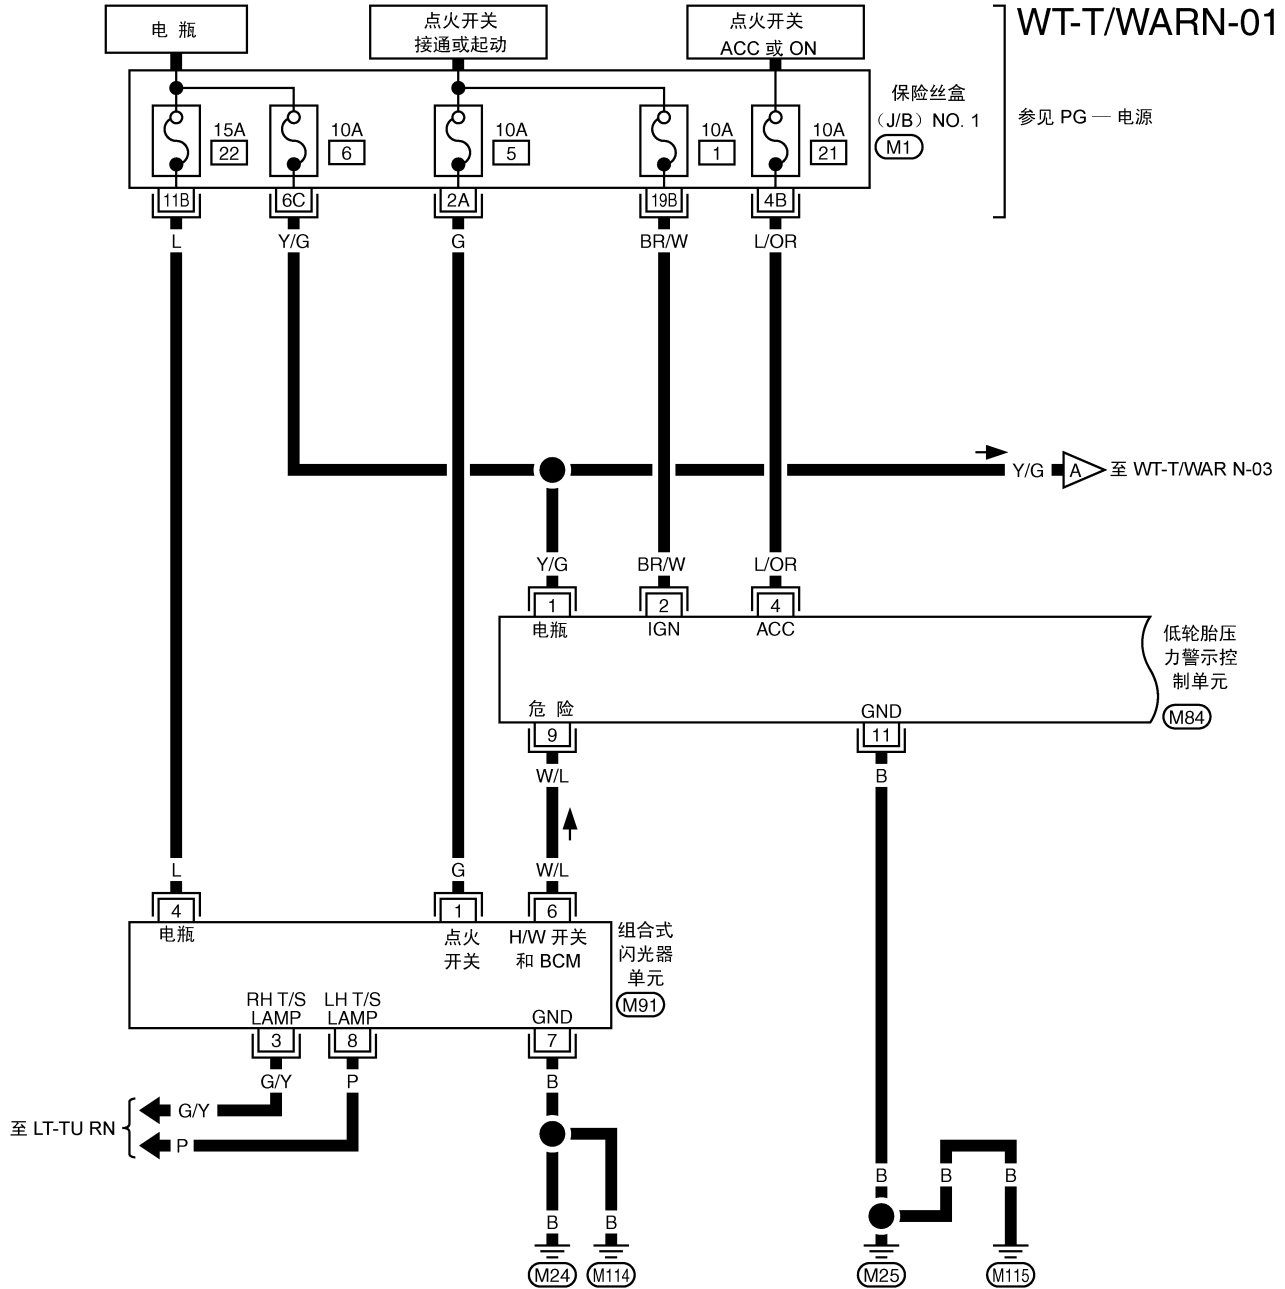 WT-T/WARN-01
电 瓶
点火开关
接通或起动
点火开关
ACC 或 ON
保险丝盒
（J/B）NO. 1
M1
参见 PG — 电源
15A
22
10A
6
10A
5
10A
1
10A
21
11B
6C
2A
19B
4B
L
Y/G
G
BR/W
L/OR
Y/G
A
至 WT-T/WAR N-03
Y/G
BR/W
L/OR
1
2
4
电瓶
IGN
ACC
低轮胎压
力警示控
制单元
M84
危 险
GND
9
11
W/L
B
L
G
W/L
4
1
6
电瓶
点火
开关
H/W 开关
和 BCM
组合式
闪光器
单元
M91
RH T/S
LAMP
LH T/S
LAMP
GND
3
8
7
G/Y
P
B
至 LT-TU RN
G/Y
P
B
B
B
B
B
M24
M114
M25
M115